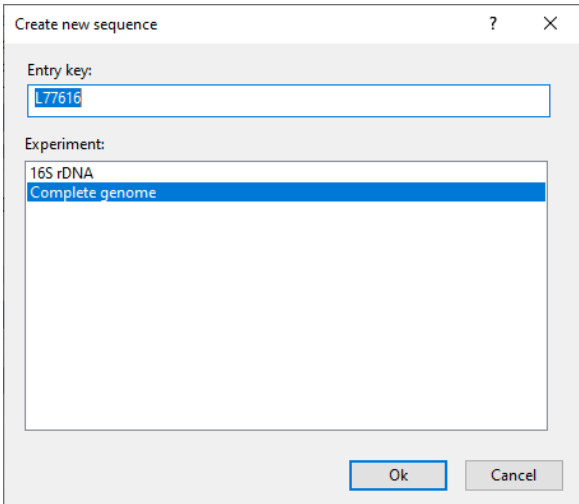 Create new sequence
?
Entry key:
L77616
Experiment:
16S rDNA
Complete genome
Ok
Cancel